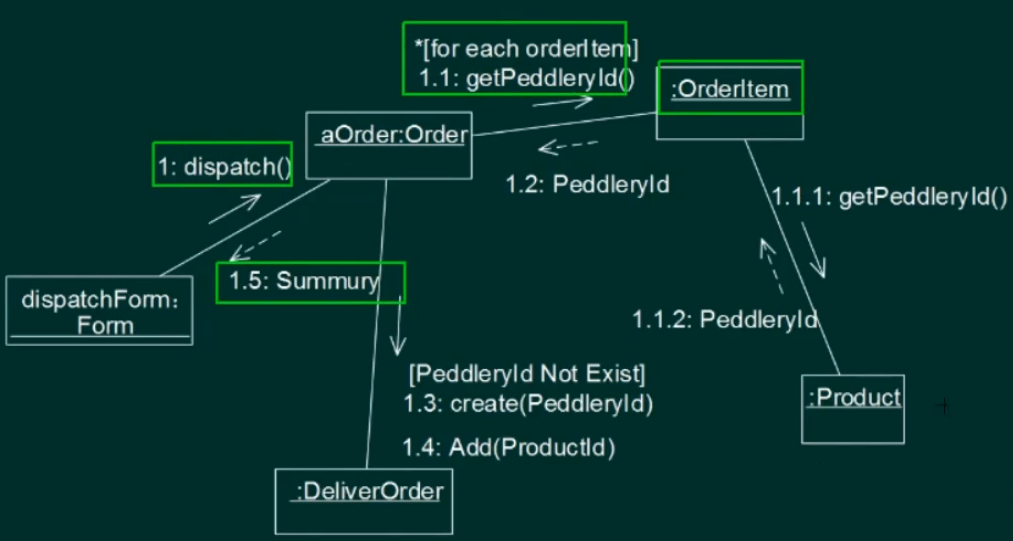 *[for each orderItem]
1.1: getPeddleryId()
:OrderItem
aOrder:Order
1: dispatch()
1.2: PeddleryId
1.1.1: getPeddleryId()
1.5: Summury
dispatchForm:
Form
1.1.2: PeddleryId
[PeddleryId Not Exist]
1.3: create(PeddleryId)
:Product
1.4: Add(ProductId)
:DeliverOrder